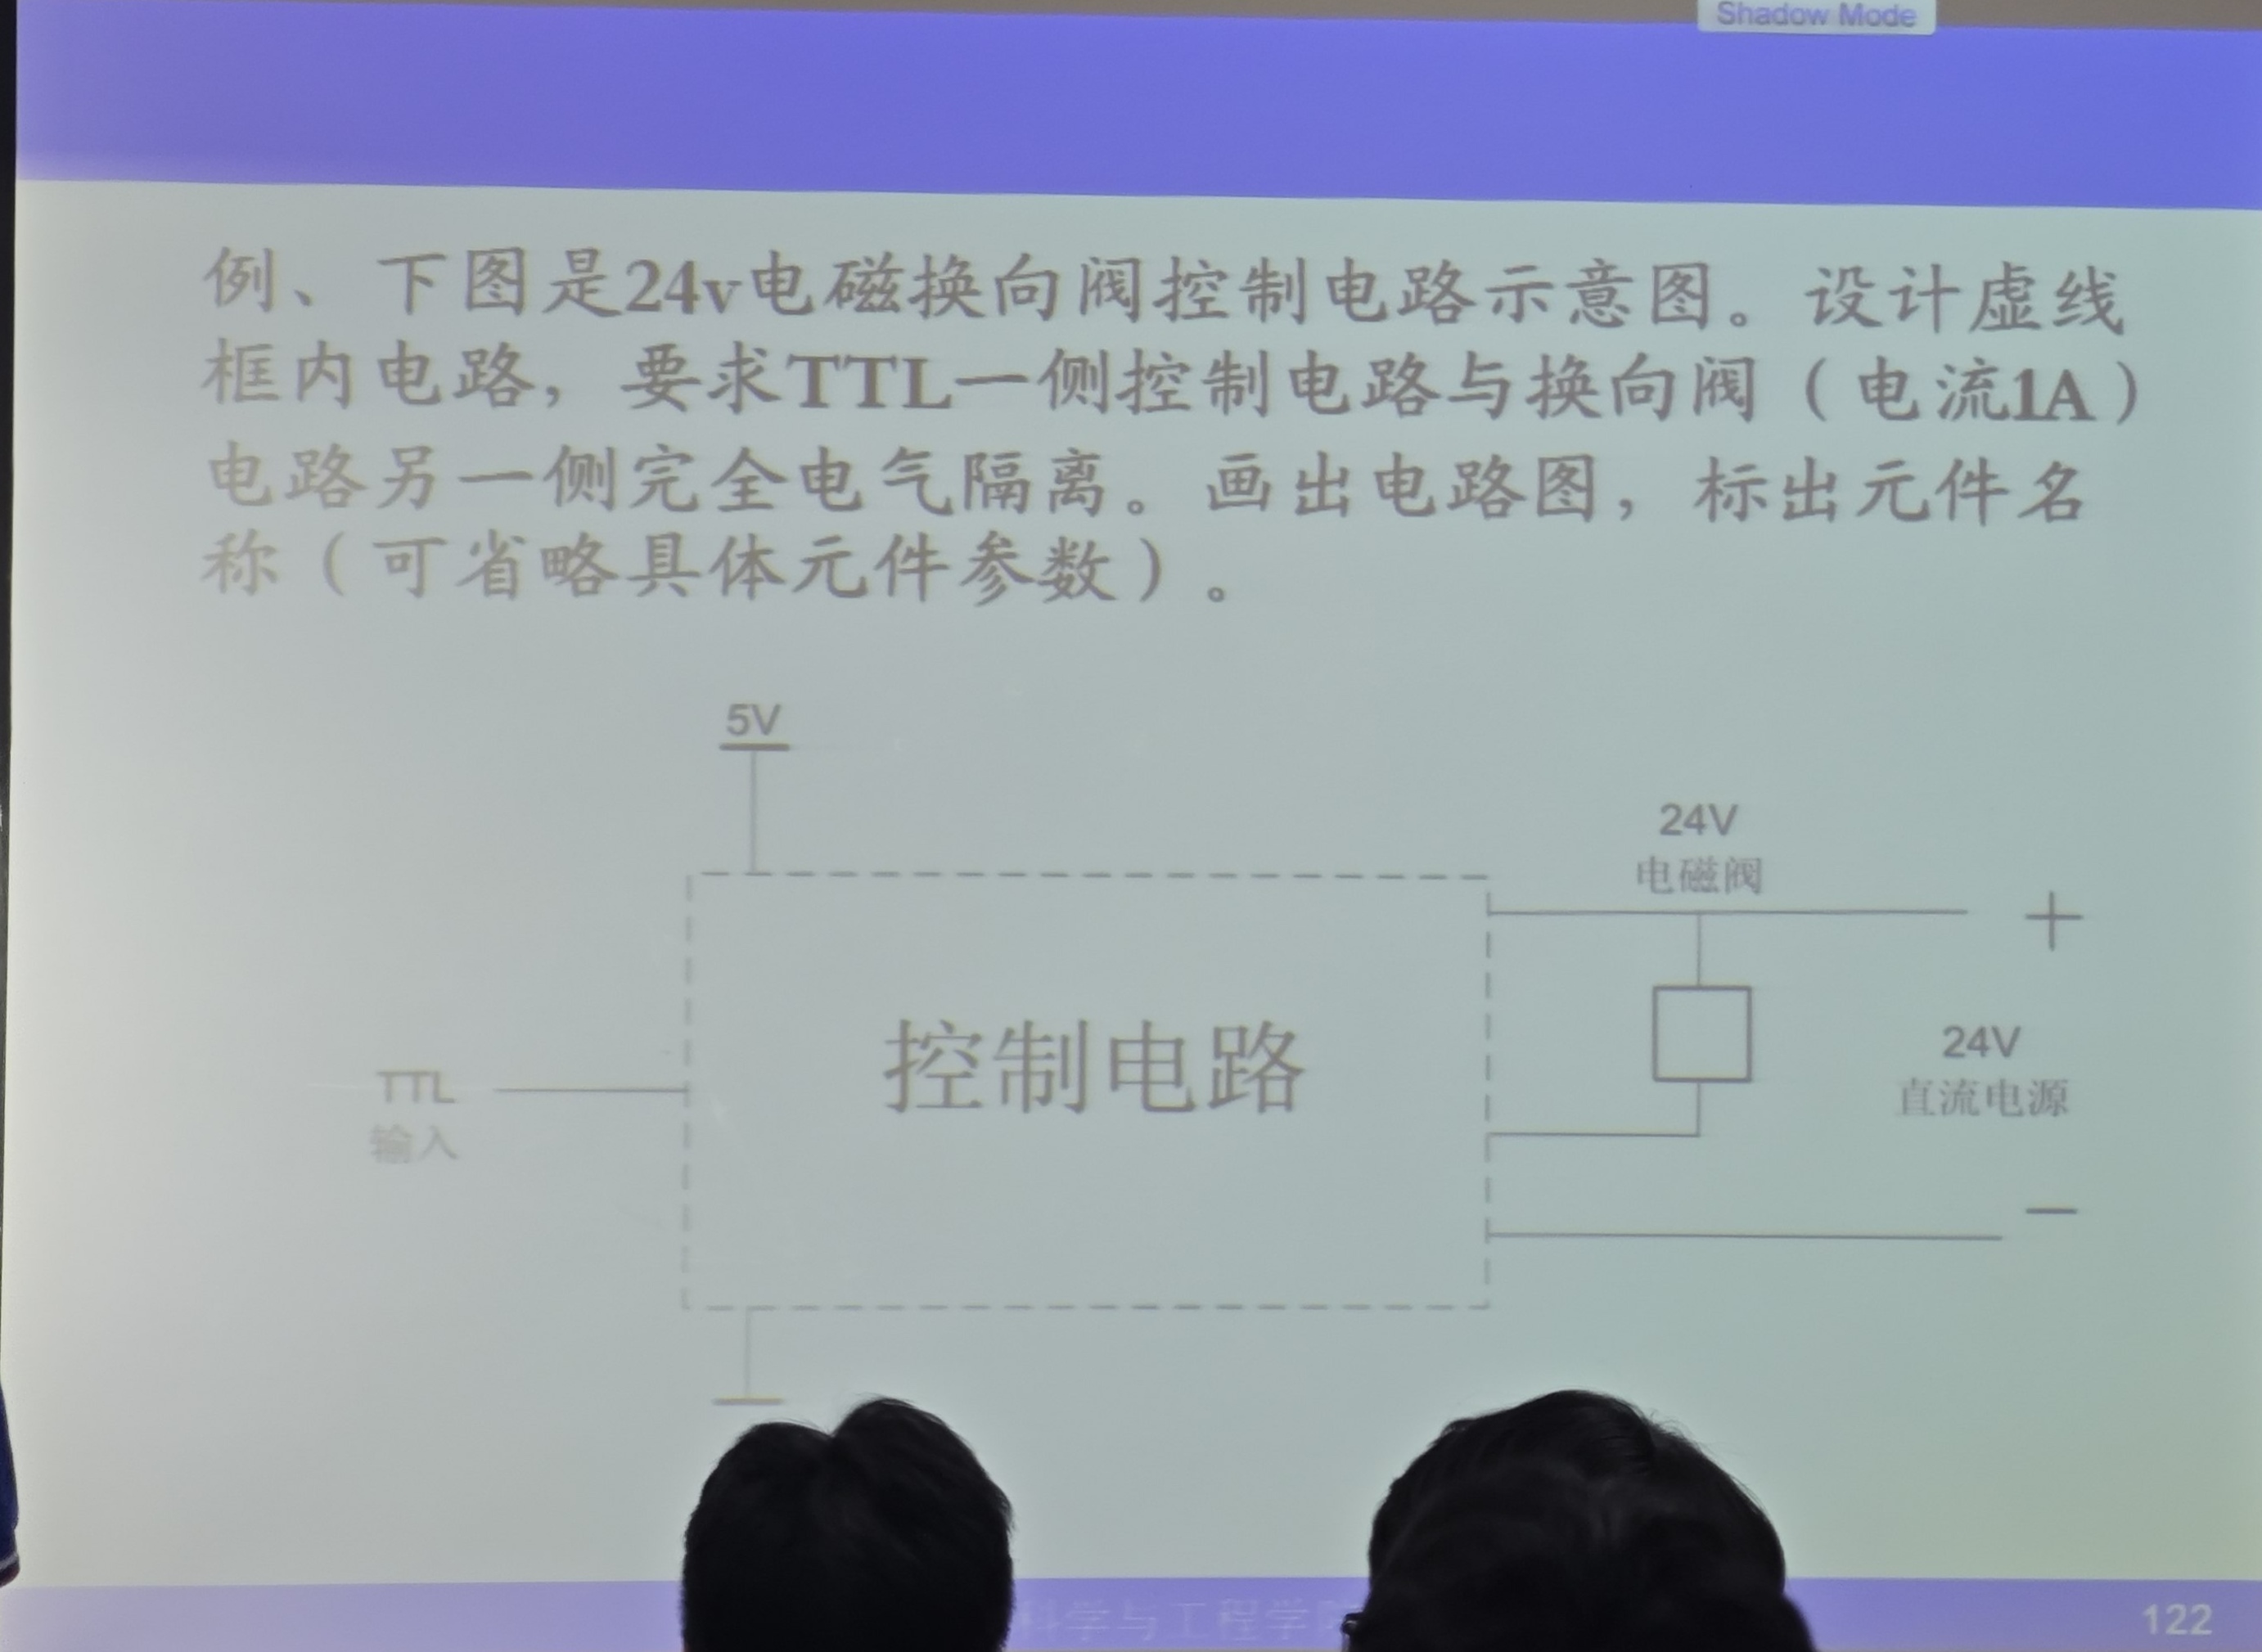 Shadow Mode
例、下图是24v电磁换向阀控制电路示意图。设计虚线
框内电路，要求TTL一侧控制电路与换向阀（电流1A）
电路另一侧完全电气隔离。画出电路图，标出元件名
称（可省略具体元件参数）。
5V
24V
电磁阀
+
控制电路
24V
直流电源
TTL
输入
—
科学与工程学
122